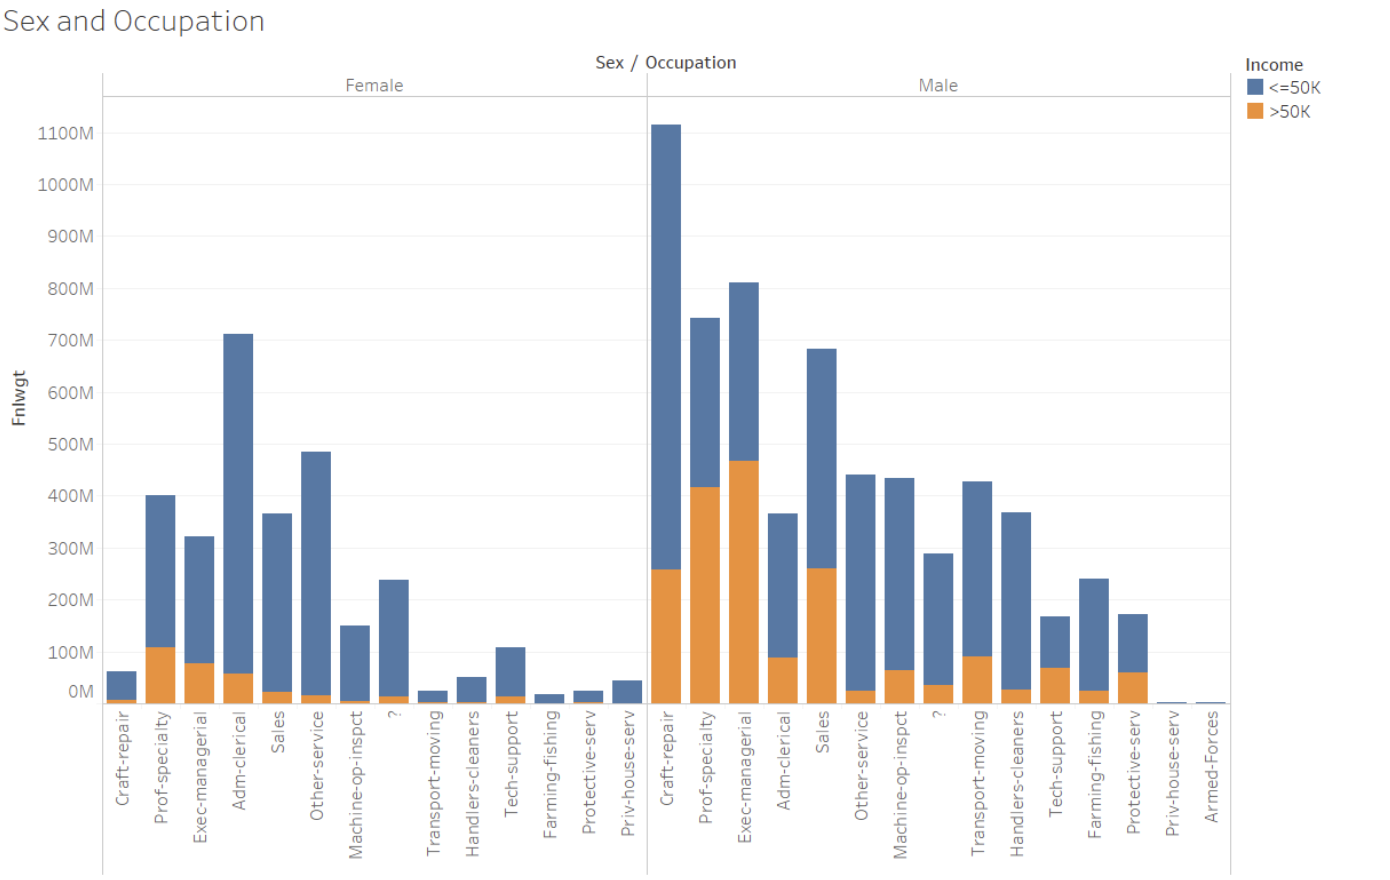 Sex and Occupation
Sex / Occupation
Female
Male
Income
<=50K
>50K
Fnlwgt
1100M
1000M
900M
800M
700M
600M
500M
400M
300M
200M
100M
0M
Craft-repair
Prof-specialty
Exec-managerial
Adm-clerical
Sales
Other-service
Machine-op-inspct
?
Transport-moving
Handlers-cleaners
Tech-support
Farming-fishing
Protective-serv
Priv-house-serv
Craft-repair
Prof-specialty
Exec-managerial
Adm-clerical
Sales
Other-service
Machine-op-inspct
?
Transport-moving
Handlers-cleaners
Tech-support
Farming-fishing
Protective-serv
Priv-house-serv
Armed-Forces